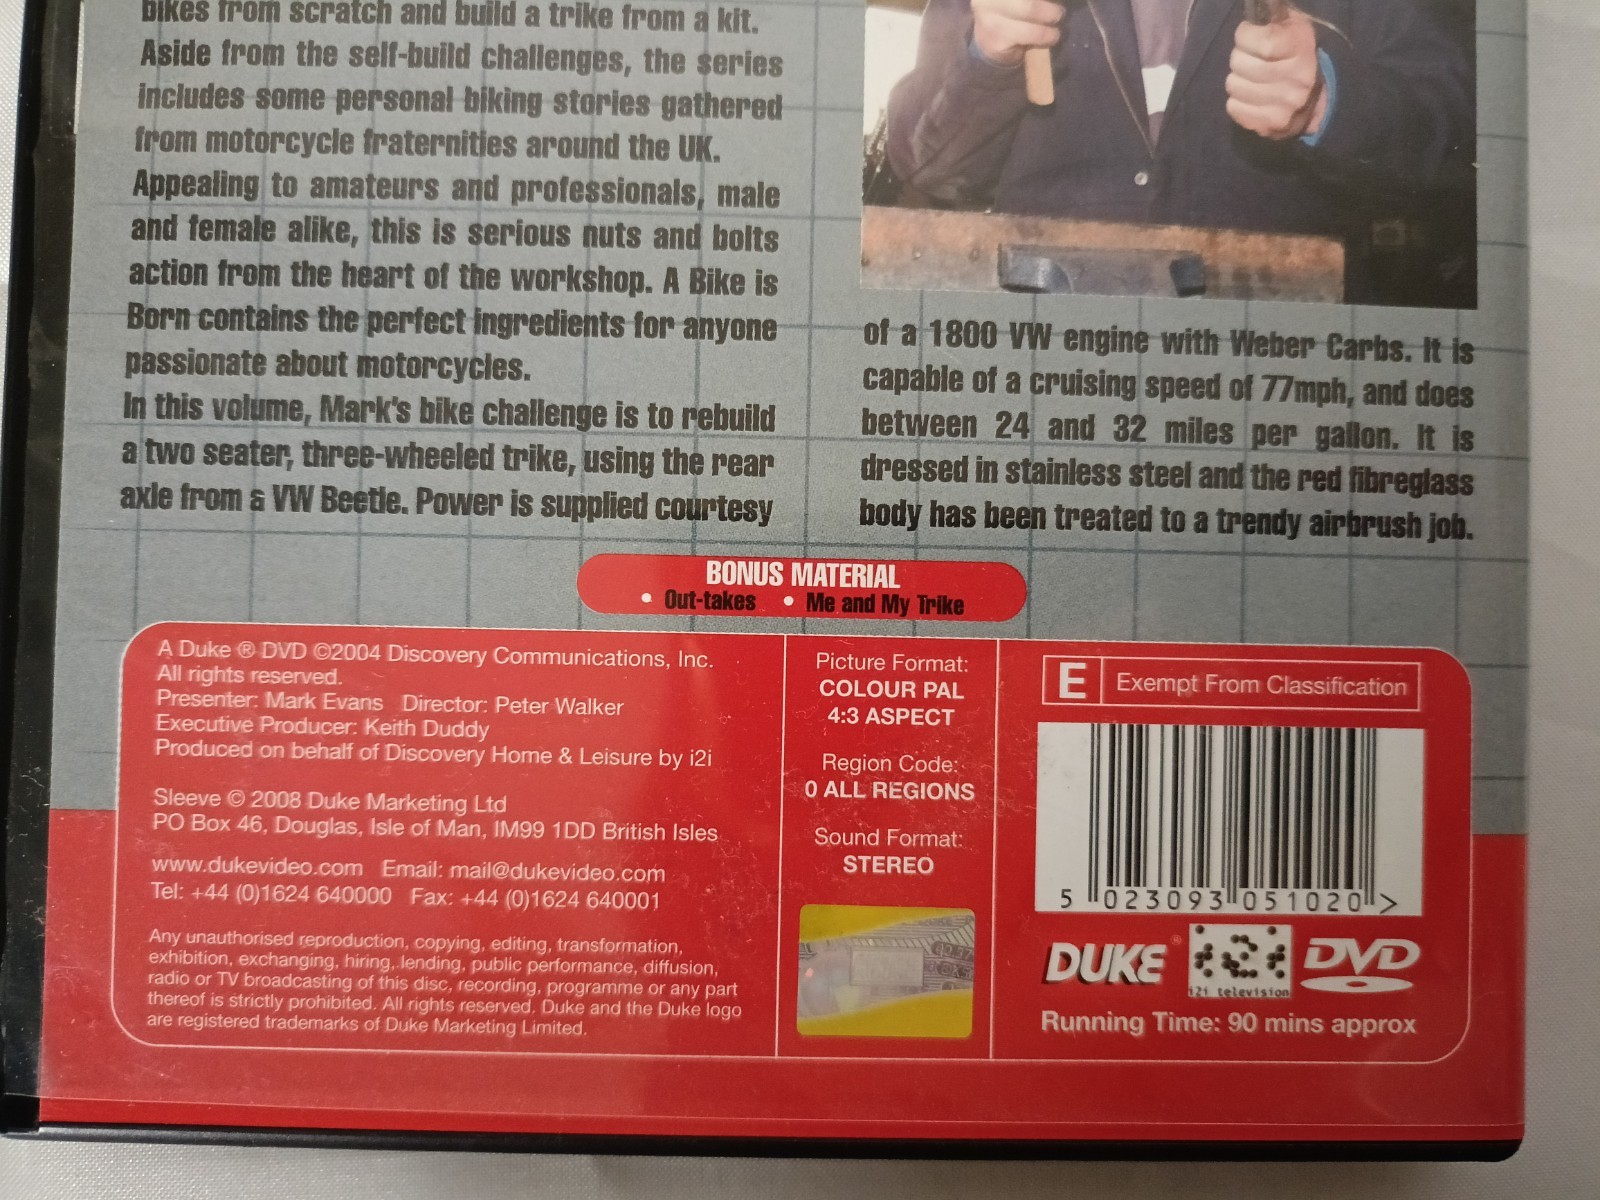 bikes from scratch and build a trike from a kit.
Aside from the self-build challenges, the series
includes some personal biking stories gathered
from motorcycle fraternities around the UK.
Appealing to amateurs and professionals, male
and female alike, this is serious nuts and bolts
action from the heart of the workshop. A Bike is
Born contains the perfect ingredients for anyone
passionate about motorcycles.
In this volume, Mark's bike challenge is to rebuild
a two seater, three-wheeled trike, using the rear
axle from a VW Beetle. Power is supplied courtesy
of a 1800 VW engine with Weber Carbs. It is
capable of a cruising speed of 77mph, and does
between 24 and 32 miles per gallon. It is
dressed in stainless steel and the red fibreglass
body has been treated to a trendy airbrush job.
BONUS MATERIAL
• Out-takes • Me and My Trike
A Duke ® DVD ©2004 Discovery Communications, Inc.
All rights reserved.
Presenter: Mark Evans Director: Peter Walker
Executive Producer: Keith Duddy
Produced on behalf of Discovery Home & Leisure by i2i
Sleeve © 2008 Duke Marketing Ltd
PO Box 46, Douglas, Isle of Man, IM99 1DD British Isles
www.dukevideo.com Email: mail@dukevideo.com
Tel: +44 (0)1624 640000 Fax: +44 (0)1624 640001
Any unauthorised reproduction, copying, editing, transformation,
exhibition, exchanging, hiring, lending, public performance, diffusion,
radio or TV broadcasting of this disc, recording, programme or any part
thereof is strictly prohibited. All rights reserved. Duke and the Duke logo
are registered trademarks of Duke Marketing Limited.
Picture Format:
COLOUR PAL
4:3 ASPECT
Region Code:
0 ALL REGIONS
Sound Format:
STEREO
E Exempt From Classification
5 023093 051020 >
DUKE® i2i television DVD
Running Time: 90 mins approx